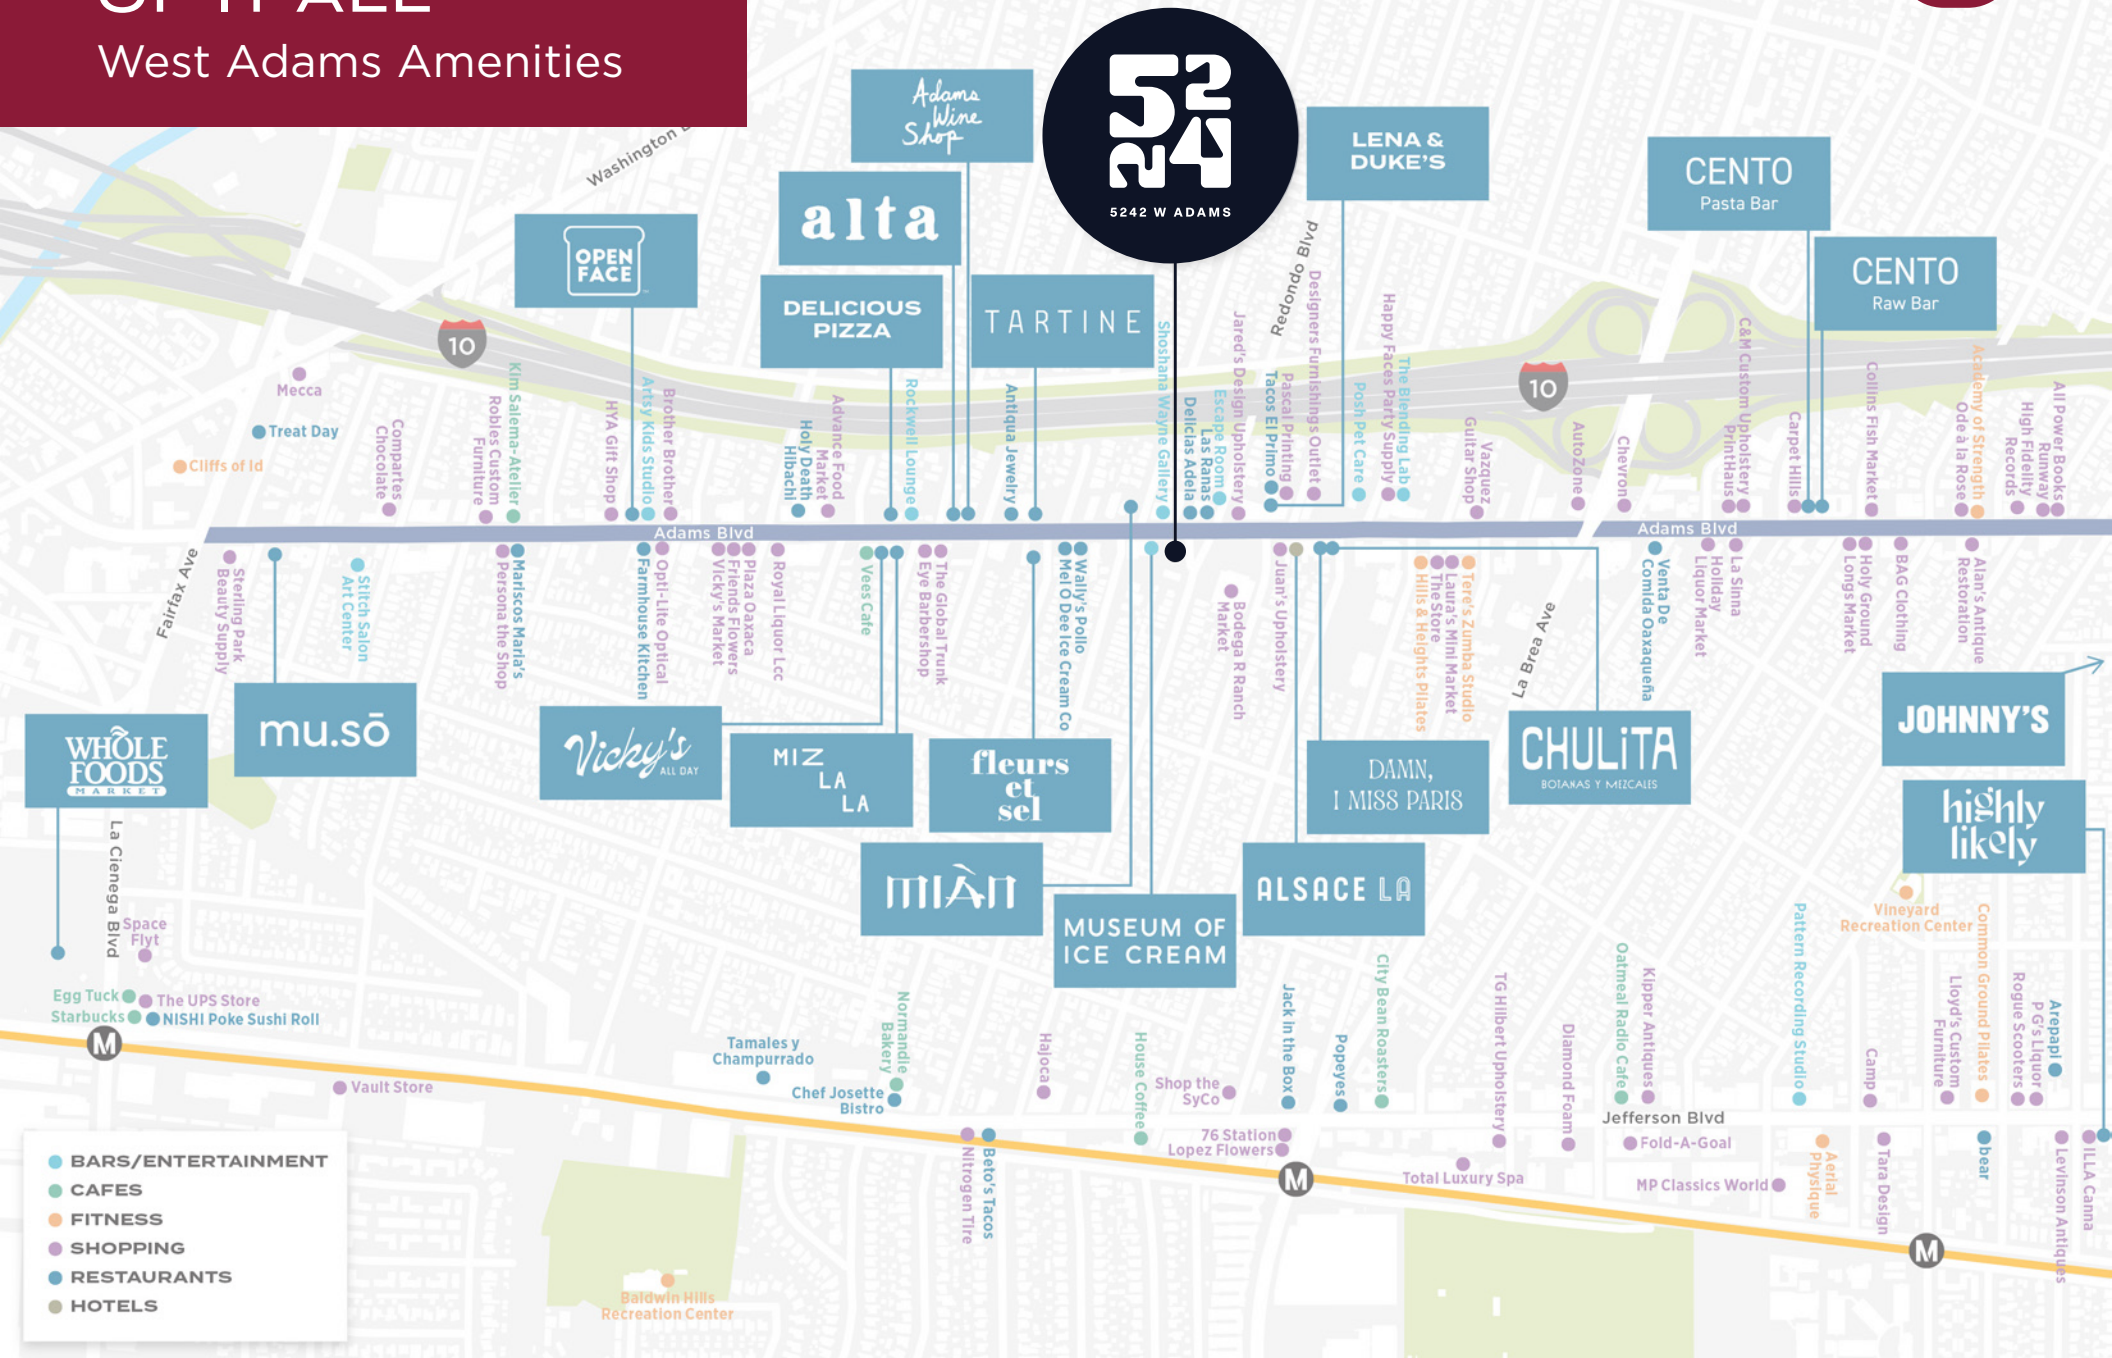 OF IT ALL
West Adams Amenities
Washington
Adams
Wine
Shop
52
42
5242 W ADAMS
LENA &
DUKE'S
CENTO
Pasta Bar
CENTO
Raw Bar
alta
OPEN
FACE
DELICIOUS
PIZZA
TARTINE
Redondo Blvd
10
10
Mecca
Treat Day
Cliffs of Id
Compartes
Chocolate
Robles Custom
Furniture
Kim Salema-Atelier
HYA Gift Shop
Artsy Kids Studio
Brother Brother
Holy Death
Hibachi
Advance Food
Market
Rockwell Lounge
Antiqua Jewelry
Shoshana Wayne Gallery
Delicias Adela
Las Ranas
Escape Room
Jared's Design Upholstery
Tacos El Primo
Pascal Printing
Designers Furnishings Outlet
Posh Pet Care
Happy Faces Party Supply
The Blending Lab
Vazquez
Guitar Shop
AutoZone
Chevron
PrintHaus
C&M Custom Upholstery
Carpet Hills
Collins Fish Market
Ode à la Rose
Academy of Strength
High Fidelity
Records
Runway
All Power Books
Adams Blvd
Adams Blvd
Fairfax Ave
Sterling Park
Beauty Supply
Stitch Salon
Art Center
Persona the Shop
Mariscos Maria's
Farmhouse Kitchen
Opti-Lite Optical
Vicky's Market
Friends Flowers
Plaza Oaxaca
Royal Liquor Lcc
Vees Cafe
Eye Barbershop
The Global Trunk
Mel O Dee Ice Cream Co
Wally's Pollo
Bodega R Ranch
Market
Juan's Upholstery
Hills & Heights Pilates
The Store
Laura's Mini Market
Tere's Zumba Studio
La Brea Ave
Venta De
Comida Oaxaqueña
Holiday
Liquor Market
La Sinna
Longs Market
Holy Ground
BAG Clothing
Alan's Antique
Restoration
WHOLE
FOODS
MARKET
mu.sō
Vicky's
ALL DAY
MIZ
LA
LA
fleurs
et
sel
MIÀN
MUSEUM OF
ICE CREAM
ALSACE LA
DAMN,
I MISS PARIS
CHULiTA
BOTANAS Y MEZCALES
JOHNNY'S
highly
likely
La Cienega Blvd
Space
Flyt
Egg Tuck
The UPS Store
Starbucks
NISHI Poke Sushi Roll
M
Vault Store
Tamales y
Champurrado
Chef Josette
Bistro
Normandie
Bakery
Nitrogen Tire
Beto's Tacos
Hajoca
House Coffee
Shop the
SyCo
76 Station
Lopez Flowers
M
Jack in the Box
Popeyes
City Bean Roasters
TG Hilbert Upholstery
Total Luxury Spa
Diamond Foam
Oatmeal Radio Cafe
Kipper Antiques
Jefferson Blvd
Fold-A-Goal
MP Classics World
Pattern Recording Studio
Aerial
Physique
Camp
Tara Design
Vineyard
Recreation Center
Lloyd's Custom
Furniture
Common Ground Pilates
bear
Rogue Scooters
P G's Liquor
Arepapi
Levinson Antiques
ILLA Canna
M
Baldwin Hills
Recreation Center
BARS/ENTERTAINMENT
CAFES
FITNESS
SHOPPING
RESTAURANTS
HOTELS